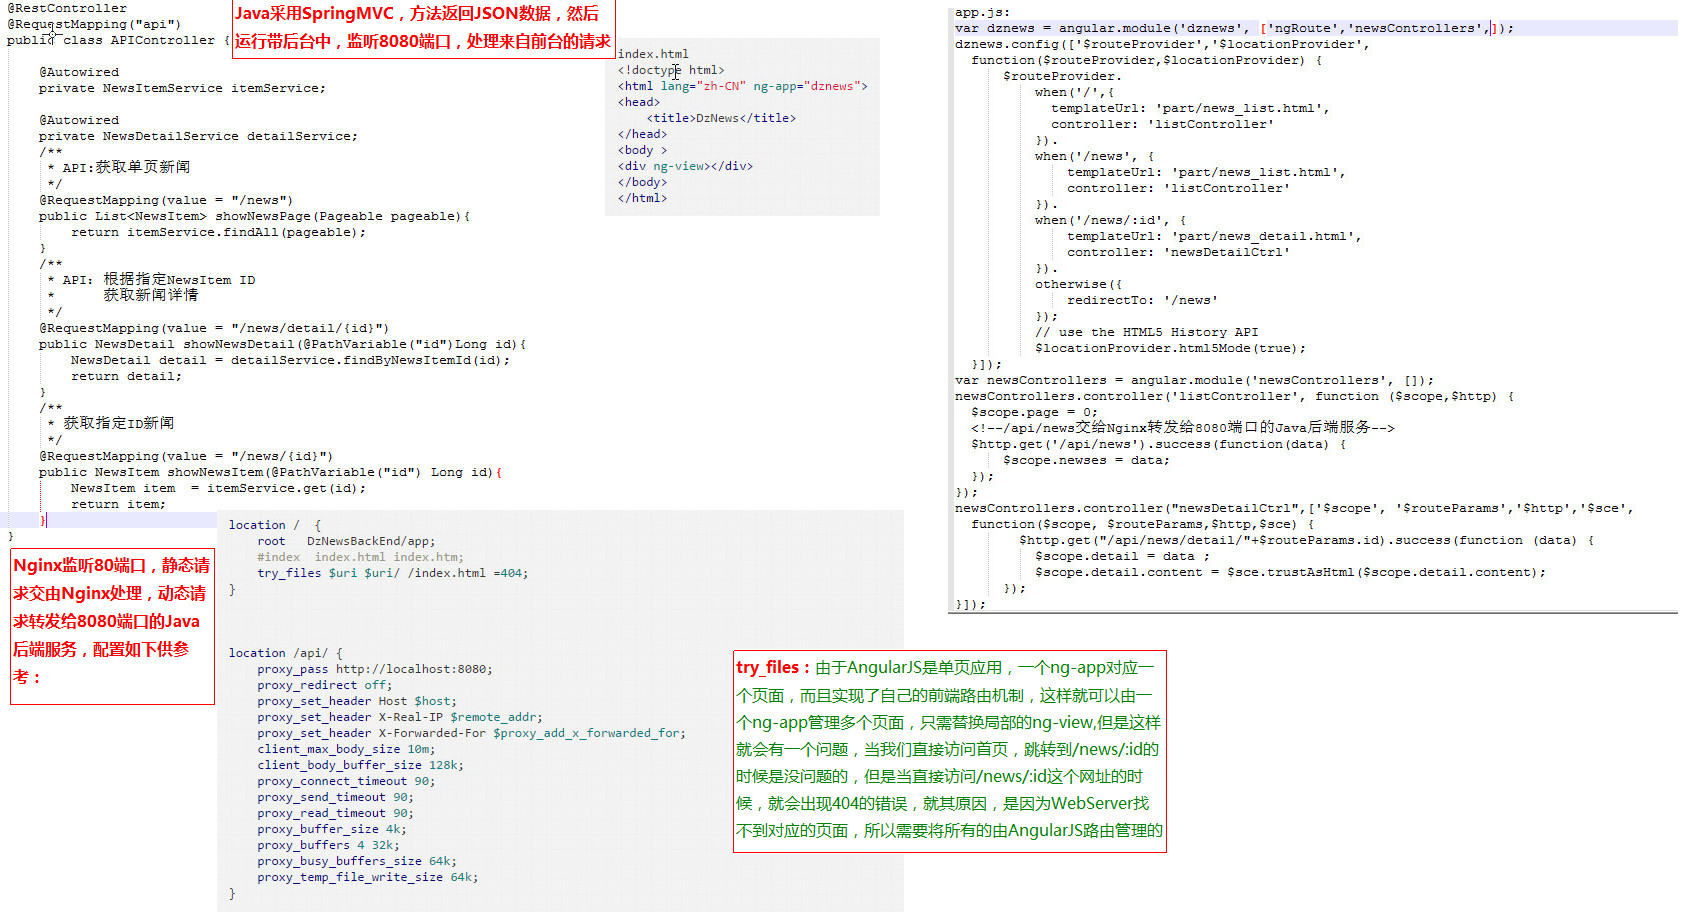 @RestController
@RequestMapping("api")
public class APIController {
@Autowired
private NewsItemService itemService;
@Autowired
private NewsDetailService detailService;
/**
* API:获取单页新闻
*/
@RequestMapping(value = "/news")
public List<NewsItem> showNewsPage(Pageable pageable){
return itemService.findAll(pageable);
}
/**
* API: 根据指定NewsItem ID
* 获取新闻详情
*/
@RequestMapping(value = "/news/detail/{id}")
public NewsDetail showNewsDetail(@PathVariable("id")Long id){
NewsDetail detail = detailService.findByNewsItemId(id);
return detail;
}
/**
* 获取指定ID新闻
*/
@RequestMapping(value = "/news/{id}")
public NewsItem showNewsItem(@PathVariable("id") Long id){
NewsItem item  = itemService.get(id);
return item;
}
}
Java采用SpringMVC，方法返回JSON数据，然后
运行带后台中，监听8080端口，处理来自前台的请求
index.html
<!doctype html>
<html lang="zh-CN" ng-app="dznews">
<head>
<title>DzNews</title>
</head>
<body >
<div ng-view></div>
</body>
</html>
app.js:
var dznews = angular.module('dznews', ['ngRoute','newsControllers',]);
dznews.config(['$routeProvider','$locationProvider',
function($routeProvider,$locationProvider) {
$routeProvider.
when('/',{
templateUrl: 'part/news_list.html',
controller: 'listController'
}).
when('/news', {
templateUrl: 'part/news_list.html',
controller: 'listController'
}).
when('/news/:id', {
templateUrl: 'part/news_detail.html',
controller: 'newsDetailCtrl'
}).
otherwise({
redirectTo: '/news'
});
// use the HTML5 History API
$locationProvider.html5Mode(true);
}]);
var newsControllers = angular.module('newsControllers', []);
newsControllers.controller('listController', function ($scope,$http) {
$scope.page = 0;
<!--/api/news交给Nginx转发给8080端口的Java后端服务-->
$http.get('/api/news').success(function(data) {
$scope.newses = data;
});
});
newsControllers.controller("newsDetailCtrl",['$scope', '$routeParams','$http','$sce',
function($scope, $routeParams,$http,$sce) {
$http.get("/api/news/detail/"+$routeParams.id).success(function (data) {
$scope.detail = data ;
$scope.detail.content = $sce.trustAsHtml($scope.detail.content);
});
}]);
Nginx监听80端口，静态请
求交由Nginx处理，动态请
求转发给8080端口的Java
后端服务，配置如下供参
考：
location /  {
root   DzNewsBackEnd/app;
#index  index.html index.htm;
try_files $uri $uri/ /index.html =404;
}
location /api/ {
proxy_pass http://localhost:8080;
proxy_redirect off;
proxy_set_header Host $host;
proxy_set_header X-Real-IP $remote_addr;
proxy_set_header X-Forwarded-For $proxy_add_x_forwarded_for;
client_max_body_size 10m;
client_body_buffer_size 128k;
proxy_connect_timeout 90;
proxy_send_timeout 90;
proxy_read_timeout 90;
proxy_buffer_size 4k;
proxy_buffers 4 32k;
proxy_busy_buffers_size 64k;
proxy_temp_file_write_size 64k;
}
try_files：由于AngularJS是单页应用，一个ng-app对应一
个页面，而且实现了自己的前端路由机制，这样就可以由一
个ng-app管理多个页面，只需替换局部的ng-view,但是这样
就会有一个问题，当我们直接访问首页，跳转到/news/:id的
时候是没问题的，但是当直接访问/news/:id这个网址的时
候，就会出现404的错误，就其原因，是因为WebServer找
不到对应的页面，所以需要将所有的由AngularJS路由管理的